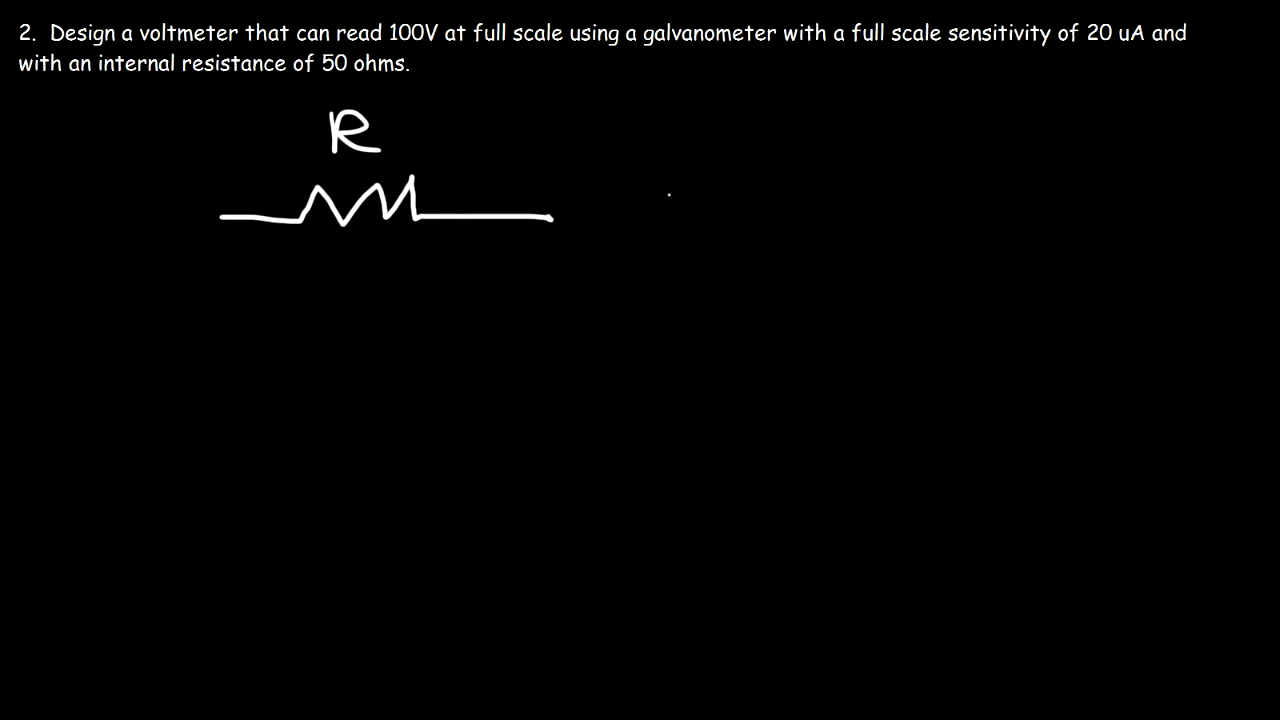 2. Design a voltmeter that can read 100V at full scale using a galvanometer with a full scale sensitivity of 20 uA and
with an internal resistance of 50 ohms.
R